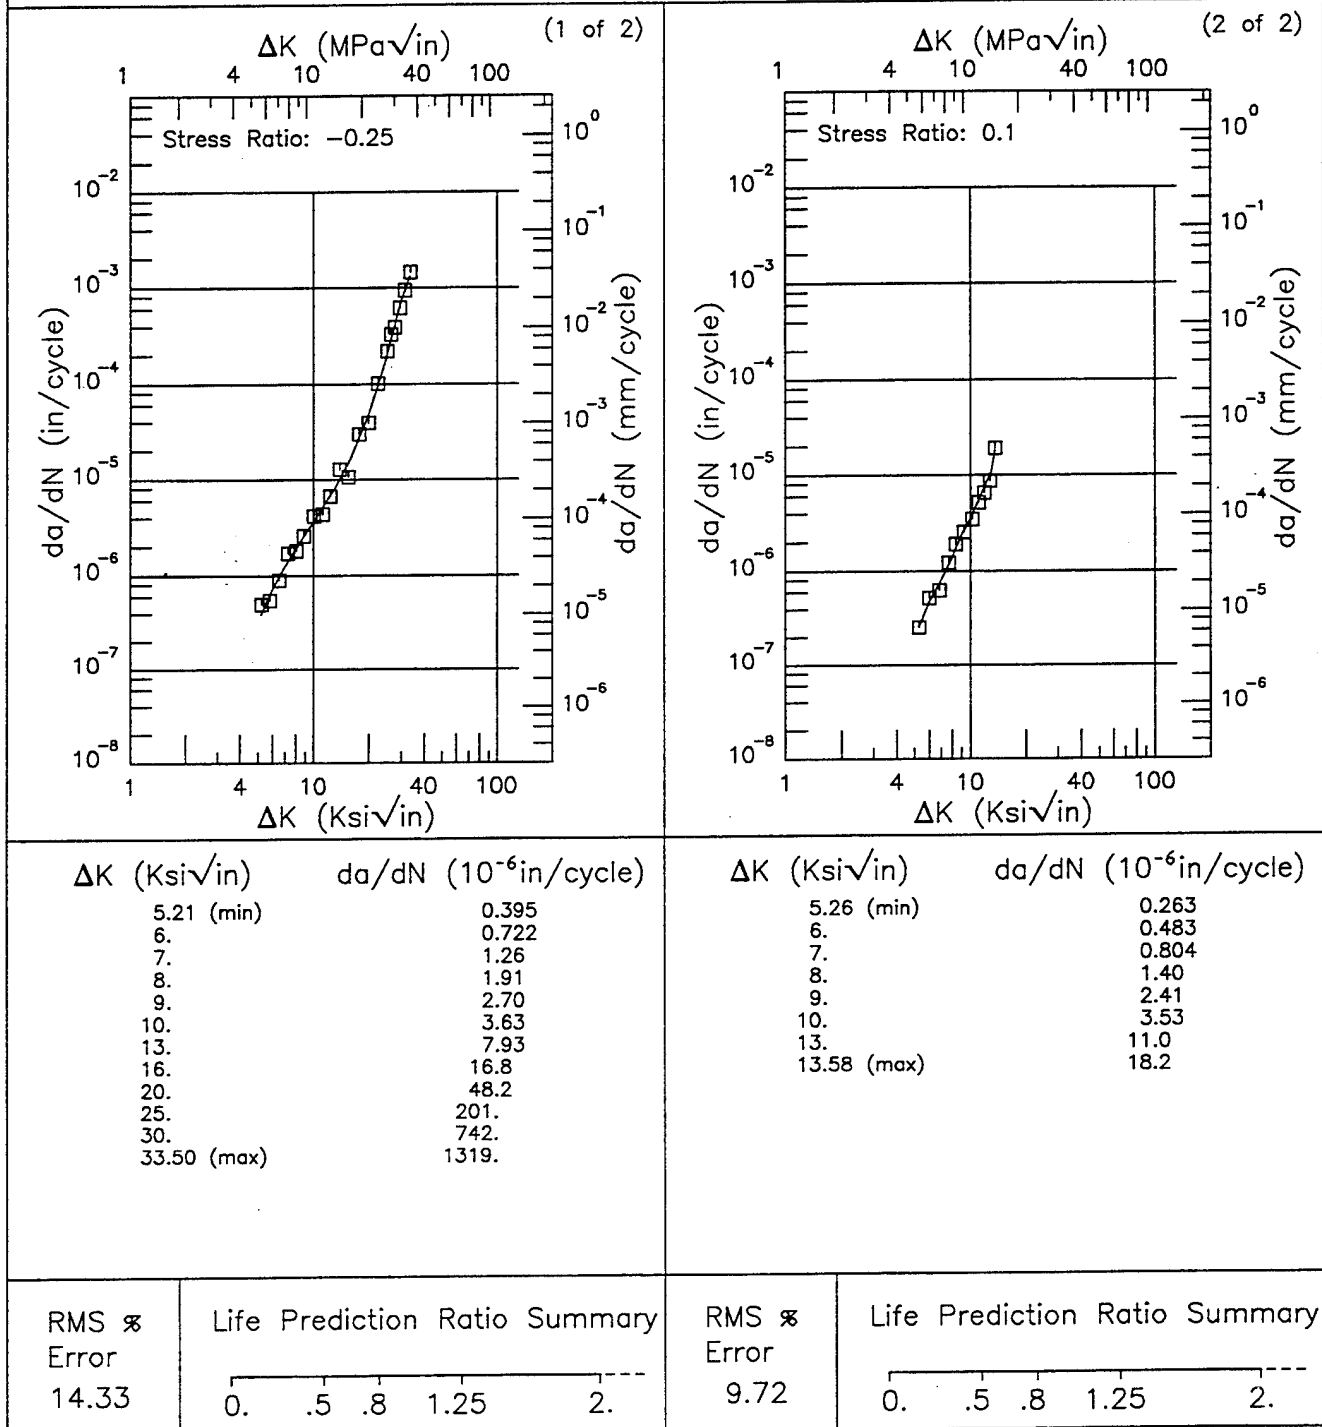 (1 of 2)
ΔK (MPa√in)
1 4 10 40 100
Stress Ratio: −0.25
10⁰
10⁻²
10⁻¹
10⁻³
10⁻²
10⁻⁴
10⁻³
10⁻⁵
10⁻⁴
10⁻⁶
10⁻⁵
10⁻⁷
10⁻⁶
10⁻⁸
da/dN (in/cycle)
da/dN (mm/cycle)
1 4 10 40 100
ΔK (Ksi√in)
ΔK (Ksi√in) da/dN (10⁻⁶in/cycle)
5.21 (min) 0.395
6. 0.722
7. 1.26
8. 1.91
9. 2.70
10. 3.63
13. 7.93
16. 16.8
20. 48.2
25. 201.
30. 742.
33.50 (max) 1319.
RMS % Error
14.33
Life Prediction Ratio Summary
0. .5 .8 1.25 2.
(2 of 2)
ΔK (MPa√in)
1 4 10 40 100
Stress Ratio: 0.1
10⁰
10⁻²
10⁻¹
10⁻³
10⁻²
10⁻⁴
10⁻³
10⁻⁵
10⁻⁴
10⁻⁶
10⁻⁵
10⁻⁷
10⁻⁶
10⁻⁸
da/dN (in/cycle)
da/dN (mm/cycle)
1 4 10 40 100
ΔK (Ksi√in)
ΔK (Ksi√in) da/dN (10⁻⁶in/cycle)
5.26 (min) 0.263
6. 0.483
7. 0.804
8. 1.40
9. 2.41
10. 3.53
13. 11.0
13.58 (max) 18.2
RMS % Error
9.72
Life Prediction Ratio Summary
0. .5 .8 1.25 2.